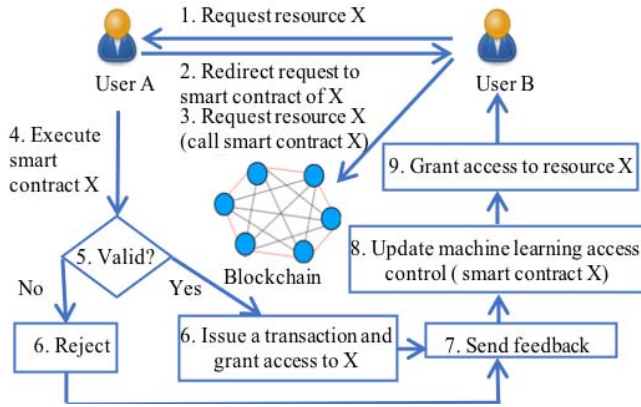 1. Request resource X
User A
User B
2. Redirect request to
smart contract of X
3. Request resource X
(call smart contract X)
4. Execute
smart
contract X
9. Grant access to resource X
5. Valid?
Blockchain
8. Update machine learning access
control ( smart contract X)
No
Yes
6. Reject
6. Issue a transaction and
grant access to X
7. Send feedback